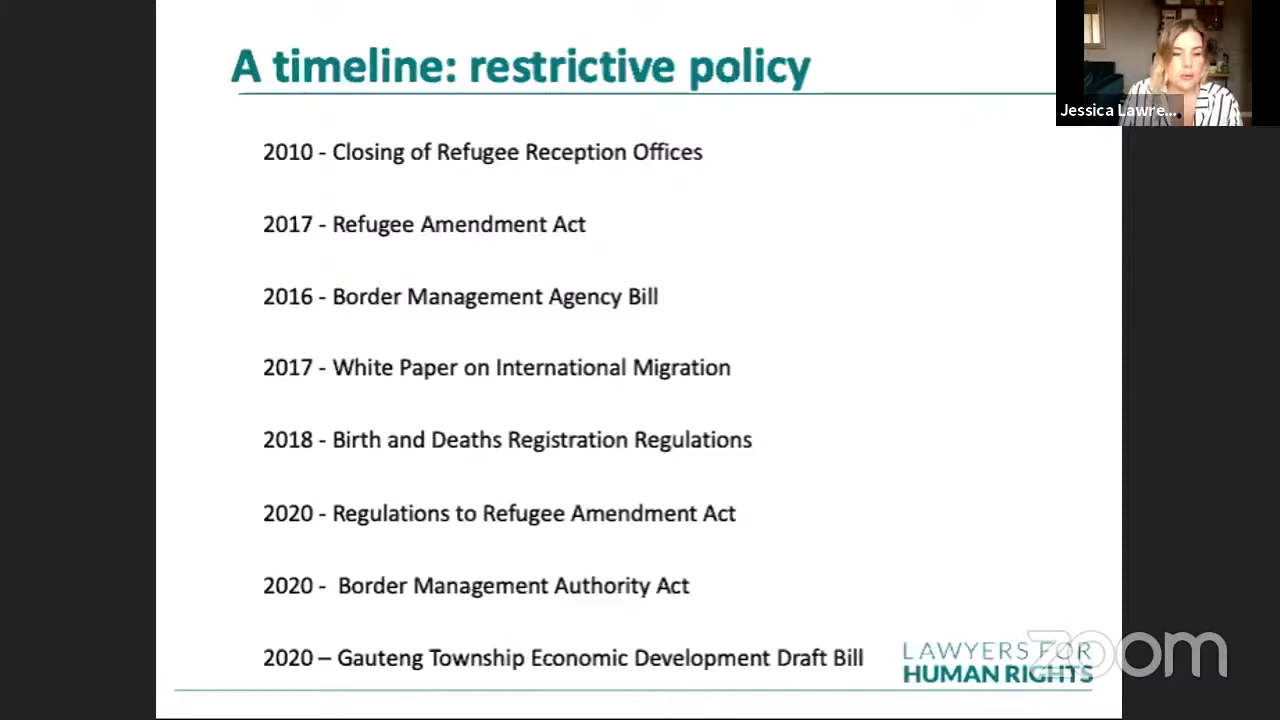 A timeline: restrictive policy
Jessica Lawre...
2010 - Closing of Refugee Reception Offices
2017 - Refugee Amendment Act
2016 - Border Management Agency Bill
2017 - White Paper on International Migration
2018 - Birth and Deaths Registration Regulations
2020 - Regulations to Refugee Amendment Act
2020 -  Border Management Authority Act
2020 – Gauteng Township Economic Development Draft Bill
LAWYERS FOR
HUMAN RIGHTS
zoom